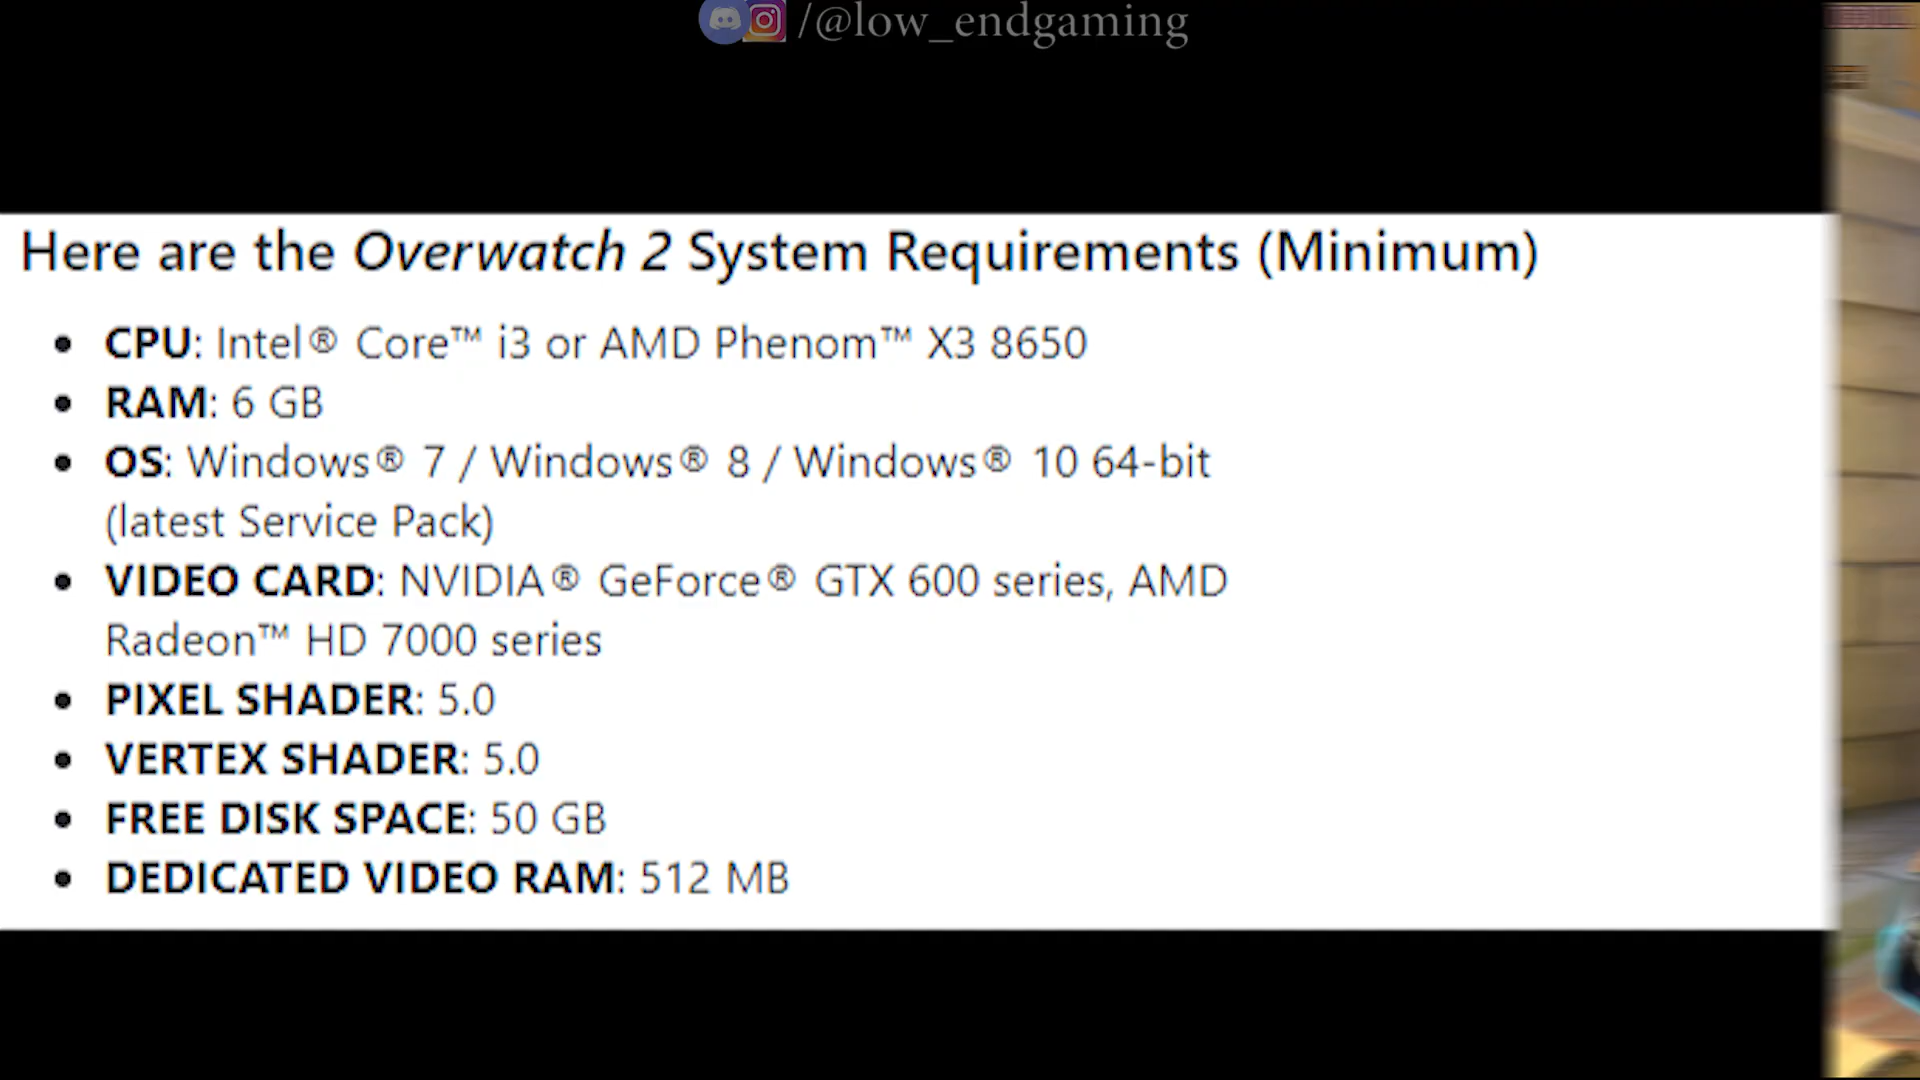 /@low_endgaming
Here are the Overwatch 2 System Requirements (Minimum)
• CPU: Intel® Core™ i3 or AMD Phenom™ X3 8650
• RAM: 6 GB
• OS: Windows® 7 / Windows® 8 / Windows® 10 64-bit
(latest Service Pack)
• VIDEO CARD: NVIDIA® GeForce® GTX 600 series, AMD
Radeon™ HD 7000 series
• PIXEL SHADER: 5.0
• VERTEX SHADER: 5.0
• FREE DISK SPACE: 50 GB
• DEDICATED VIDEO RAM: 512 MB